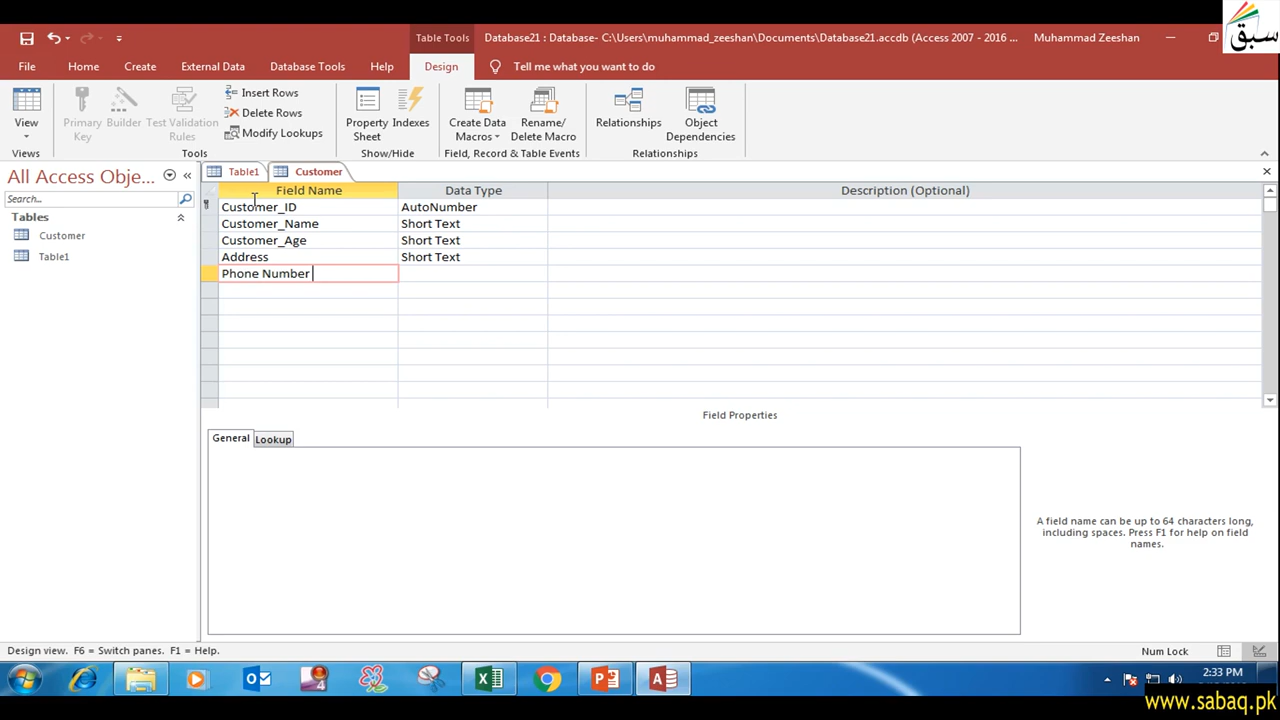 سبق
Table Tools
Database21 : Database- C:\Users\muhammad_zeeshan\Documents\Database21.accdb (Access 2007 - 2016 ...
Muhammad Zeeshan
File Home Create External Data Database Tools Help Design Tell me what you want to do
View
Primary Key
Builder
Test Validation Rules
Insert Rows
Delete Rows
Modify Lookups
Property Sheet
Indexes
Create Data Macros
Rename/ Delete Macro
Relationships
Object Dependencies
Views Tools Show/Hide Field, Record & Table Events Relationships
All Access Obje...
Search...
Tables
Customer
Table1
Table1 Customer
Field Name Data Type Description (Optional)
Customer_ID AutoNumber
Customer_Name Short Text
Customer_Age Short Text
Address Short Text
Phone Number
Field Properties
General Lookup
A field name can be up to 64 characters long,
including spaces. Press F1 for help on field
names.
Design view. F6 = Switch panes. F1 = Help.
Num Lock
2:33 PM
www.sabaq.pk